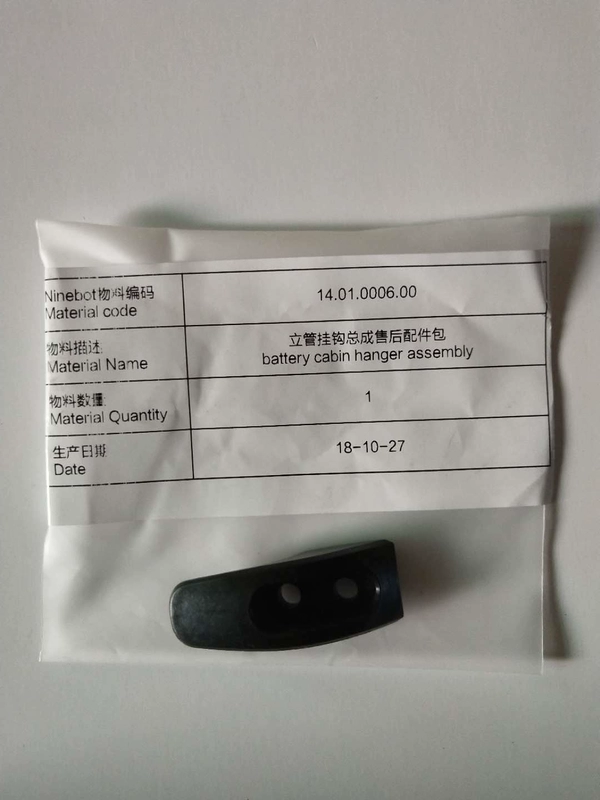 Ninebot物料编码
Material code
14.01.0006.00
物料描述:
Material Name
立管挂钩总成售后配件包
battery cabin hanger assembly
物料数量:
Material Quantity
1
生产日期
Date
18-10-27